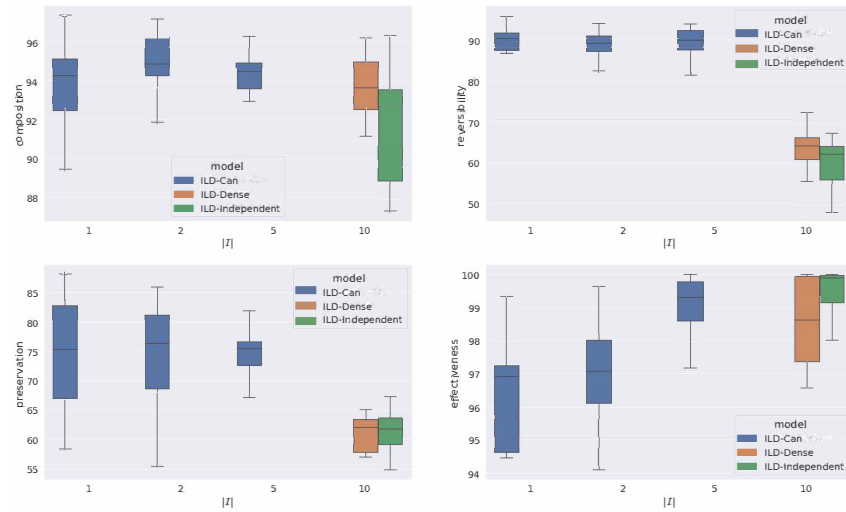 composition
96
94
92
90
88
model
ILD-Can
ILD-Dense
ILD-Independent
1 2 5 10
|I|
reversibility
90
80
70
60
50
model
ILD-Can
ILD-Dense
ILD-Independent
1 2 5 10
|I|
preservation
85
80
75
70
65
60
55
model
ILD-Can
ILD-Dense
ILD-Independent
1 2 5 10
|I|
effectiveness
100
99
98
97
96
95
94
model
ILD-Can
ILD-Dense
ILD-Independent
1 2 5 10
|I|